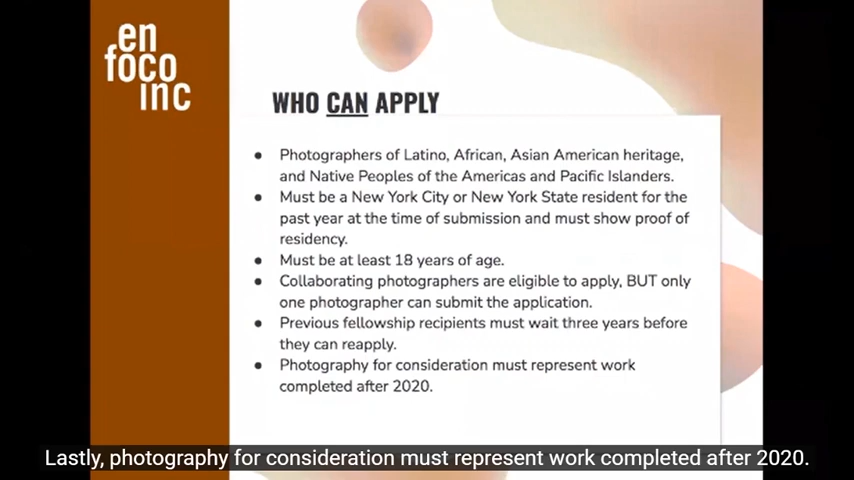 en
foco
inc
WHO CAN APPLY
● Photographers of Latino, African, Asian American heritage,
and Native Peoples of the Americas and Pacific Islanders.
● Must be a New York City or New York State resident for the
past year at the time of submission and must show proof of
residency.
● Must be at least 18 years of age.
● Collaborating photographers are eligible to apply, BUT only
one photographer can submit the application.
● Previous fellowship recipients must wait three years before
they can reapply.
● Photography for consideration must represent work
completed after 2020.
Lastly, photography for consideration must represent work completed after 2020.